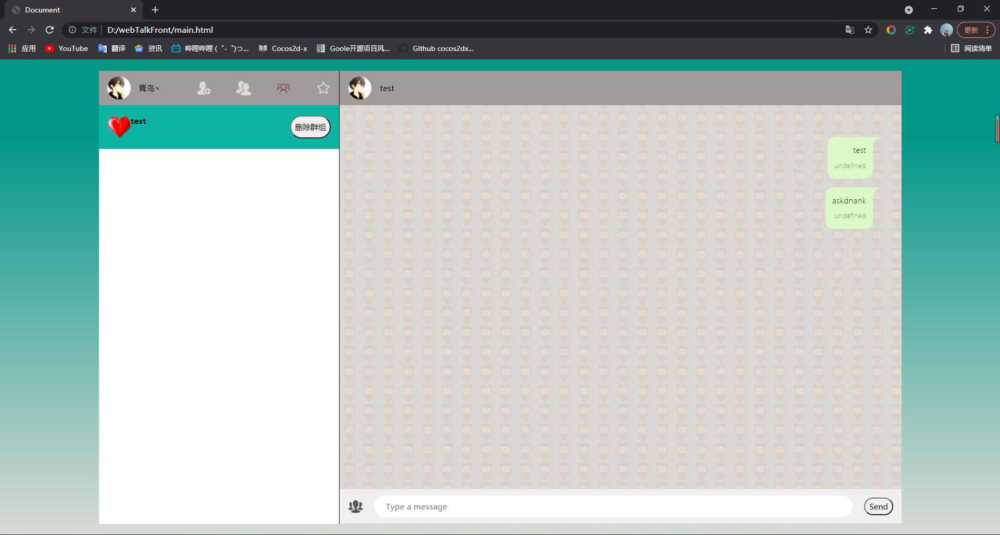 Document
文件 D:/webTalkFront/main.html
更新
应用 YouTube 翻译 资讯 哔哩哔哩 ( ゜- ゜)つ... Cocos2d-x Goole开源项目风... Github cocos2dx... 阅读清单
青鸟丶
test
test
删除群组
test
undefined
askdnank
undefined
Type a message
Send